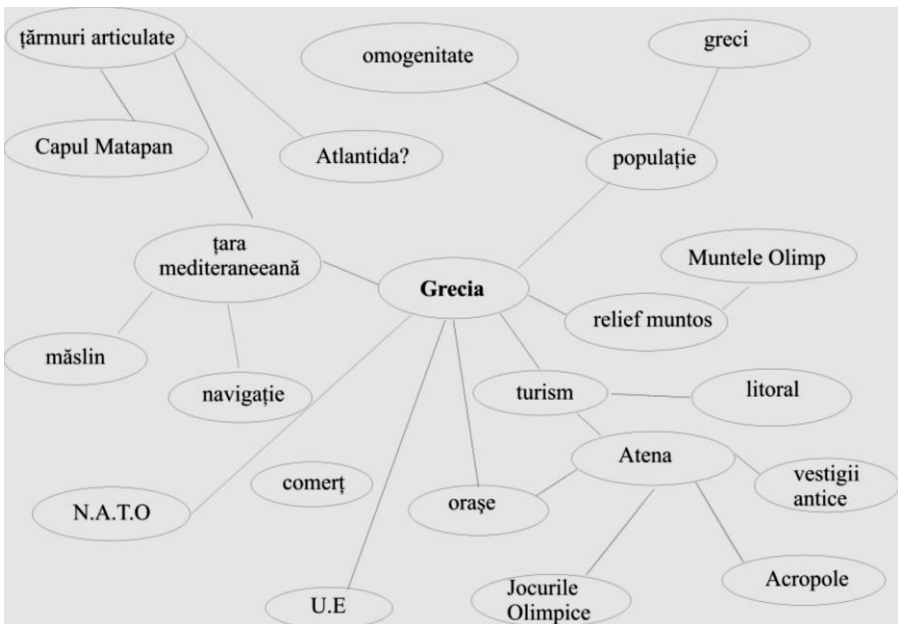 țărmuri articulate
omogenitate
greci
Capul Matapan
Atlantida?
populație
țara
mediteraneeană
Muntele Olimp
Grecia
relief muntos
măslin
navigație
turism
litoral
Atena
comerț
vestigii
antice
N.A.T.O
orașe
Jocurile
Olimpice
Acropole
U.E